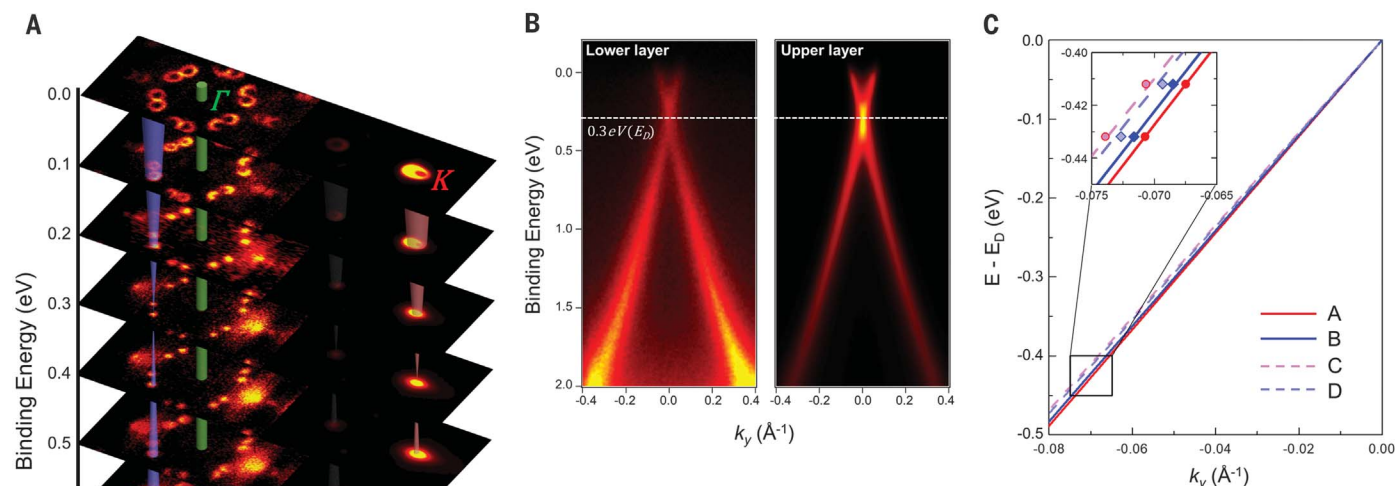 A
0.0
0.1
0.2
0.3
0.4
0.5
Binding Energy (eV)
Γ
K
B
Lower layer
Upper layer
0.3 eV(E_D)
0.0
0.5
1.0
1.5
2.0
Binding Energy (eV)
-0.4 -0.2 0.0 0.2 0.4
-0.4 -0.2 0.0 0.2 0.4
k_y (Å⁻¹)
C
0.0
-0.1
-0.2
-0.3
-0.4
-0.5
E - E_D (eV)
-0.40
-0.42
-0.44
-0.075 -0.070 -0.065
A
B
C
D
-0.08 -0.06 -0.04 -0.02 0.00
k_y (Å⁻¹)